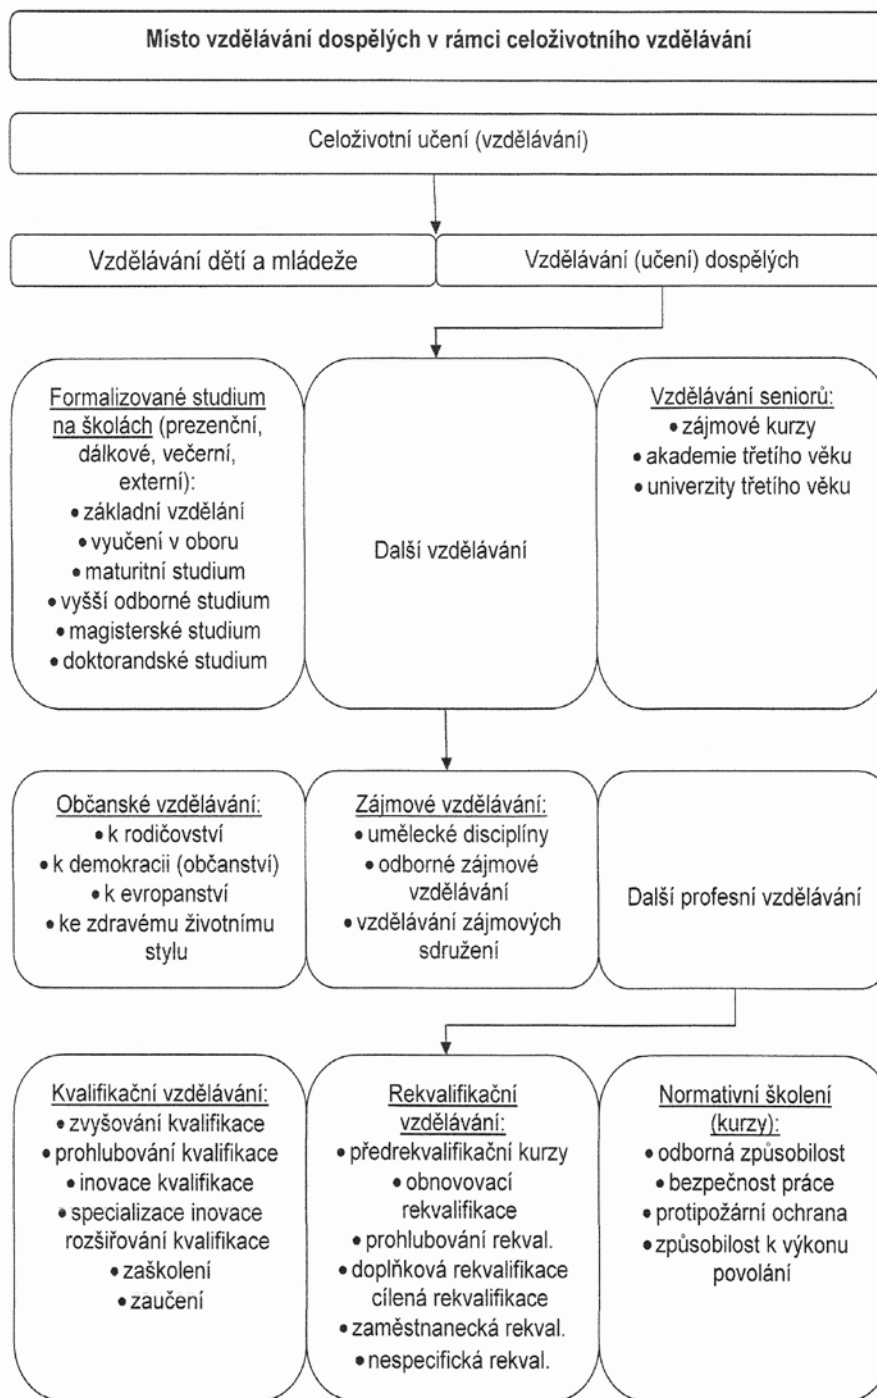 Místo vzdělávání dospělých v rámci celoživotního vzdělávání
Celoživotní učení (vzdělávání)
Vzdělávání dětí a mládeže
Vzdělávání (učení) dospělých
Formalizované studium
na školách (prezenční,
dálkové, večerní,
externí):
• základní vzdělání
• vyučení v oboru
• maturitní studium
• vyšší odborné studium
• magisterské studium
• doktorandské studium
Další vzdělávání
Vzdělávání seniorů:
• zájmové kurzy
• akademie třetího věku
• univerzity třetího věku
Občanské vzdělávání:
• k rodičovství
• k demokracii (občanství)
• k evropanství
• ke zdravému životnímu
stylu
Zájmové vzdělávání:
• umělecké disciplíny
• odborné zájmové
vzdělávání
• vzdělávání zájmových
sdružení
Další profesní vzdělávání
Kvalifikační vzdělávání:
• zvyšování kvalifikace
• prohlubování kvalifikace
• inovace kvalifikace
• specializace inovace
rozšiřování kvalifikace
• zaškolení
• zaučení
Rekvalifikační
vzdělávání:
• předrekvalifikační kurzy
• obnovovací
rekvalifikace
• prohlubování rekval.
• doplňková rekvalifikace
cílená rekvalifikace
• zaměstnanecká rekval.
• nespecifická rekval.
Normativní školení
(kurzy):
• odborná způsobilost
• bezpečnost práce
• protipožární ochrana
• způsobilost k výkonu
povolání